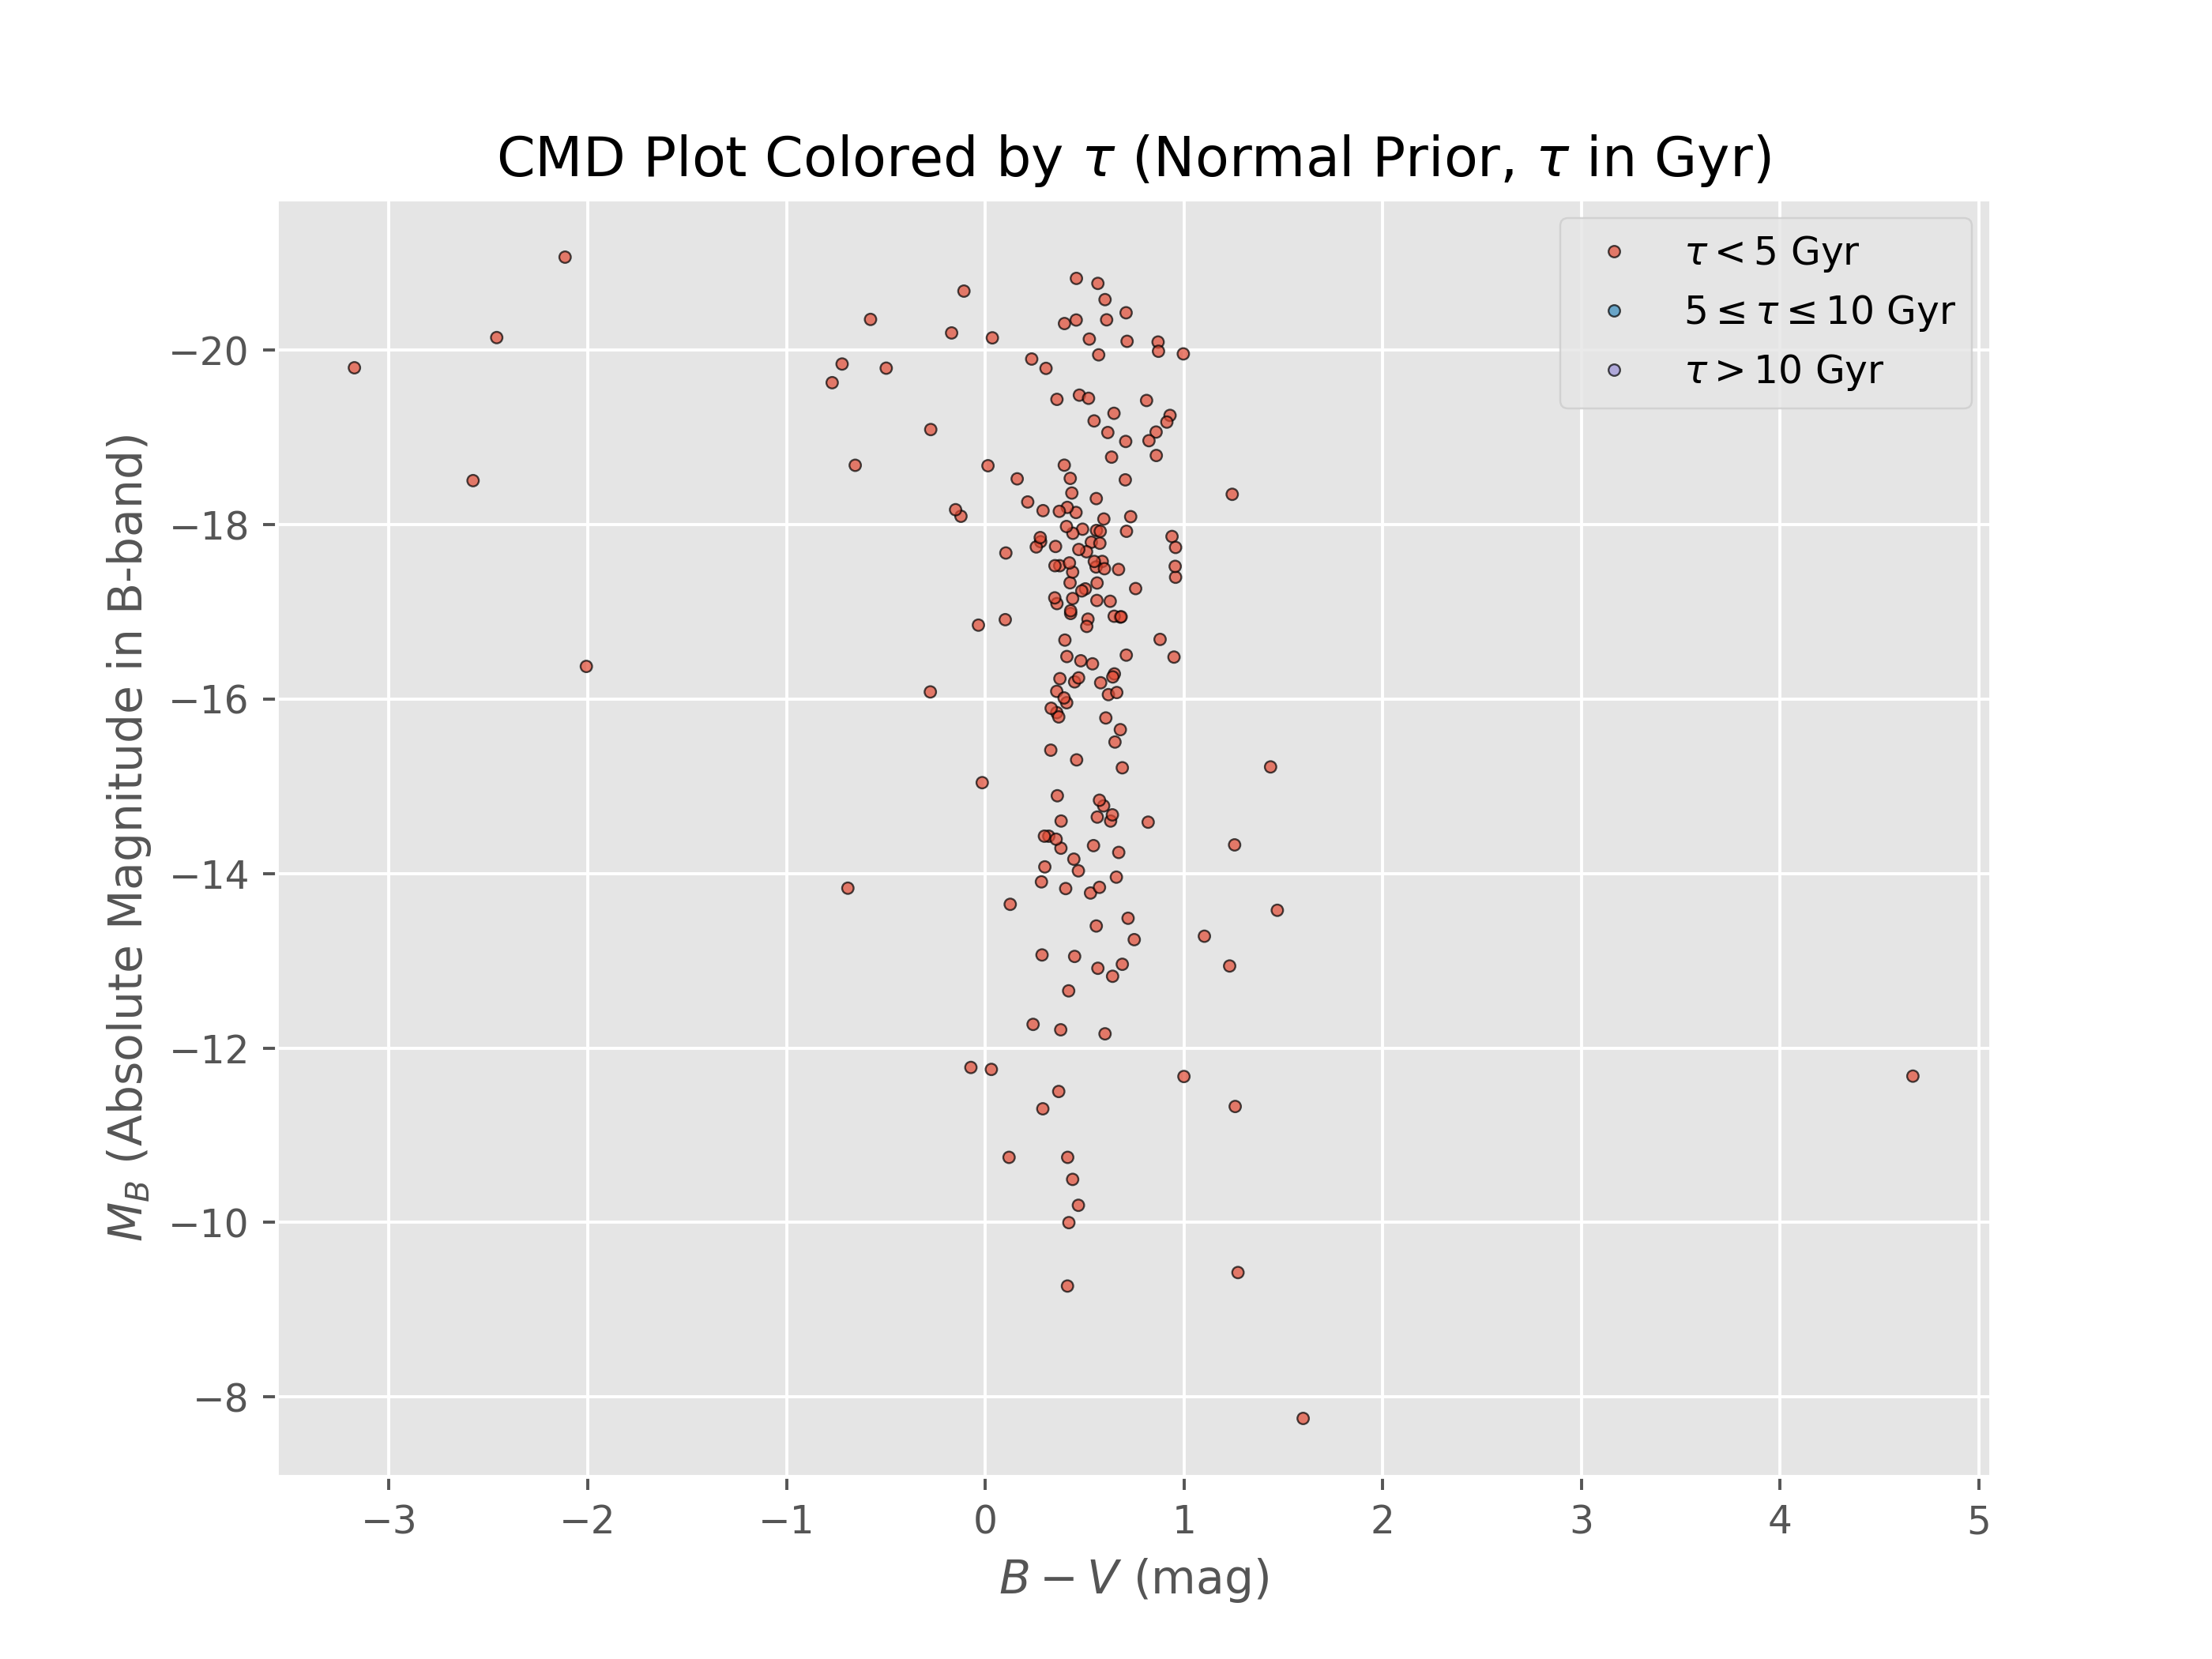 CMD Plot Colored by τ (Normal Prior, τ in Gyr)
τ < 5 Gyr
5 ≤ τ ≤ 10 Gyr
τ > 10 Gyr
M_B (Absolute Magnitude in B-band)
−20
−18
−16
−14
−12
−10
−8
−3 −2 −1 0 1 2 3 4 5
B − V (mag)